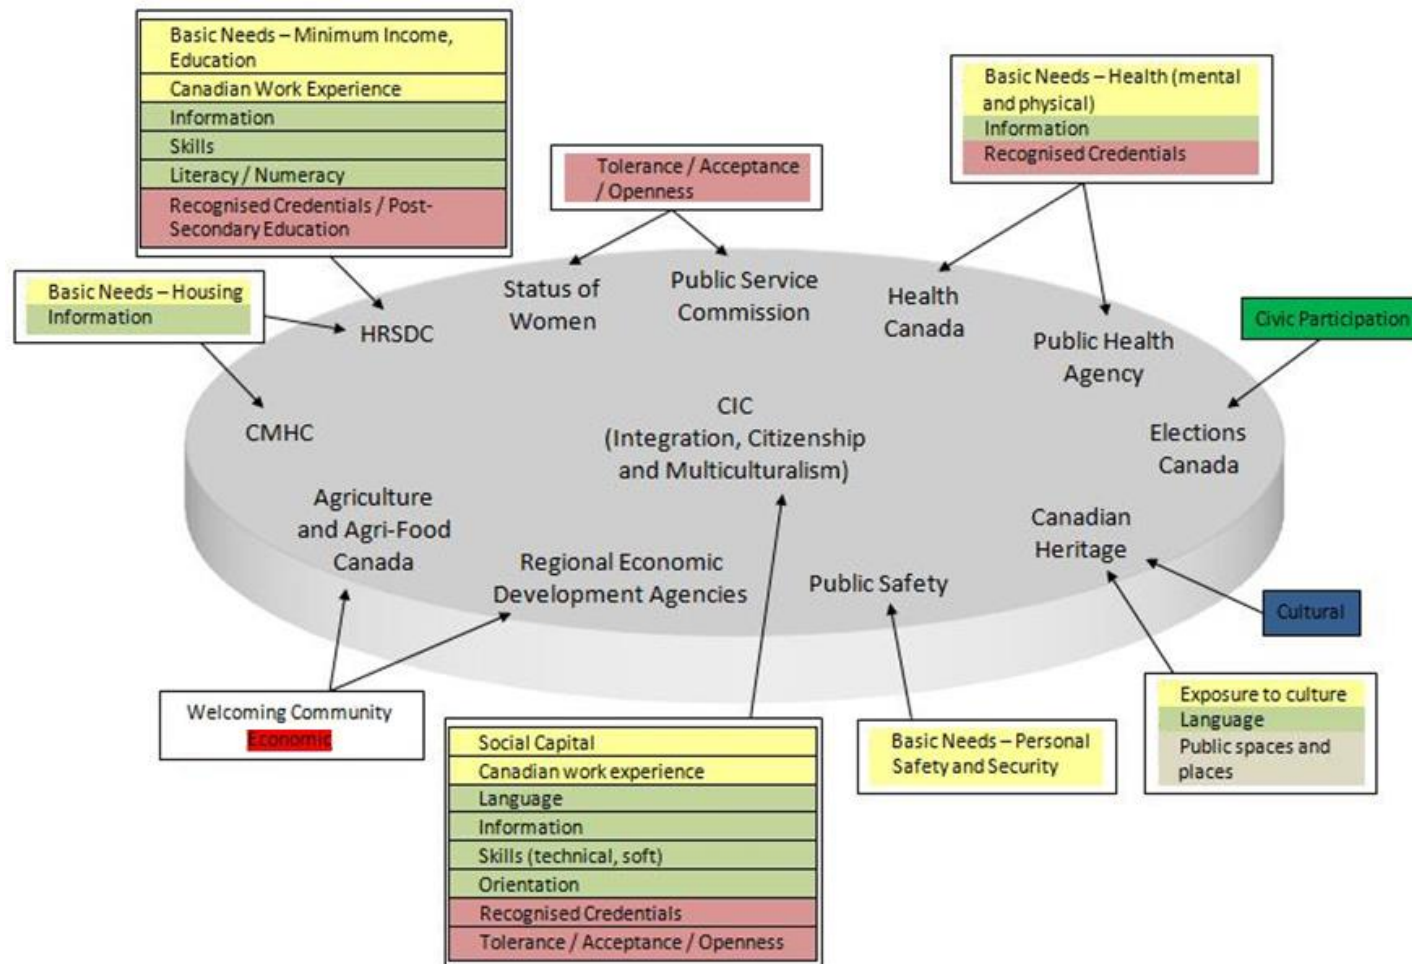 Basic Needs – Minimum Income,
Education
Canadian Work Experience
Information
Skills
Literacy / Numeracy
Recognised Credentials / Post-
Secondary Education
Basic Needs – Health (mental
and physical)
Information
Recognised Credentials
Tolerance / Acceptance
/ Openness
Basic Needs – Housing
Information
Civic Participation
Status of
Women
Public Service
Commission
Health
Canada
HRSDC
Public Health
Agency
CMHC
CIC
(Integration, Citizenship
and Multiculturalism)
Elections
Canada
Agriculture
and Agri-Food
Canada
Canadian
Heritage
Regional Economic
Development Agencies
Public Safety
Cultural
Welcoming Community
Economic
Social Capital
Canadian work experience
Language
Information
Skills (technical, soft)
Orientation
Recognised Credentials
Tolerance / Acceptance / Openness
Basic Needs – Personal
Safety and Security
Exposure to culture
Language
Public spaces and
places